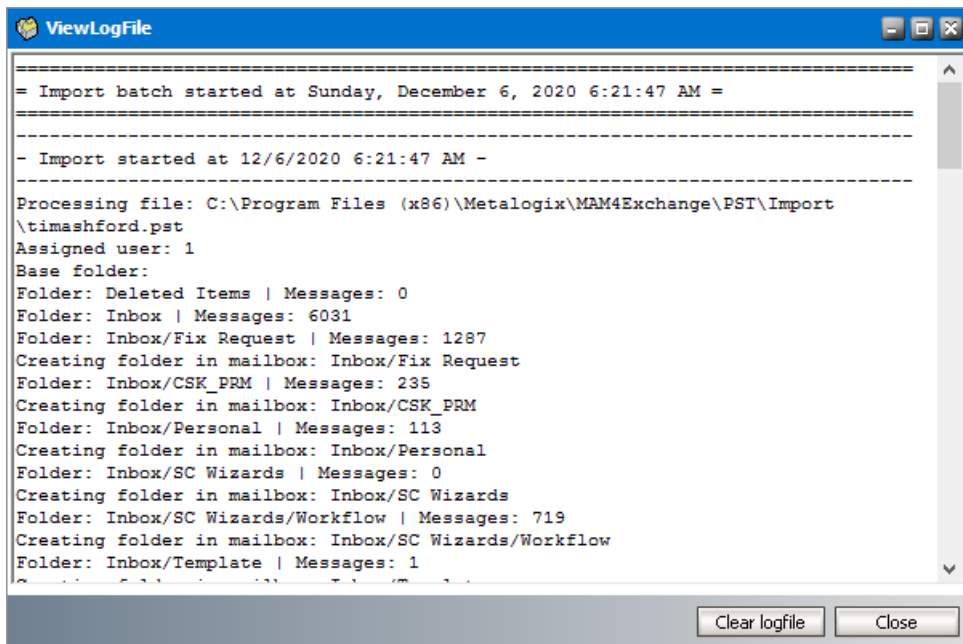 ViewLogFile
================================================================================
= Import batch started at Sunday, December 6, 2020 6:21:47 AM =
================================================================================
--------------------------------------------------------------------------------
- Import started at 12/6/2020 6:21:47 AM -
--------------------------------------------------------------------------------
Processing file: C:\Program Files (x86)\Metalogix\MAM4Exchange\PST\Import
\timashford.pst
Assigned user: 1
Base folder:
Folder: Deleted Items | Messages: 0
Folder: Inbox | Messages: 6031
Folder: Inbox/Fix Request | Messages: 1287
Creating folder in mailbox: Inbox/Fix Request
Folder: Inbox/CSK_PRM | Messages: 235
Creating folder in mailbox: Inbox/CSK_PRM
Folder: Inbox/Personal | Messages: 113
Creating folder in mailbox: Inbox/Personal
Folder: Inbox/SC Wizards | Messages: 0
Creating folder in mailbox: Inbox/SC Wizards
Folder: Inbox/SC Wizards/Workflow | Messages: 719
Creating folder in mailbox: Inbox/SC Wizards/Workflow
Folder: Inbox/Template | Messages: 1
Clear logfile
Close